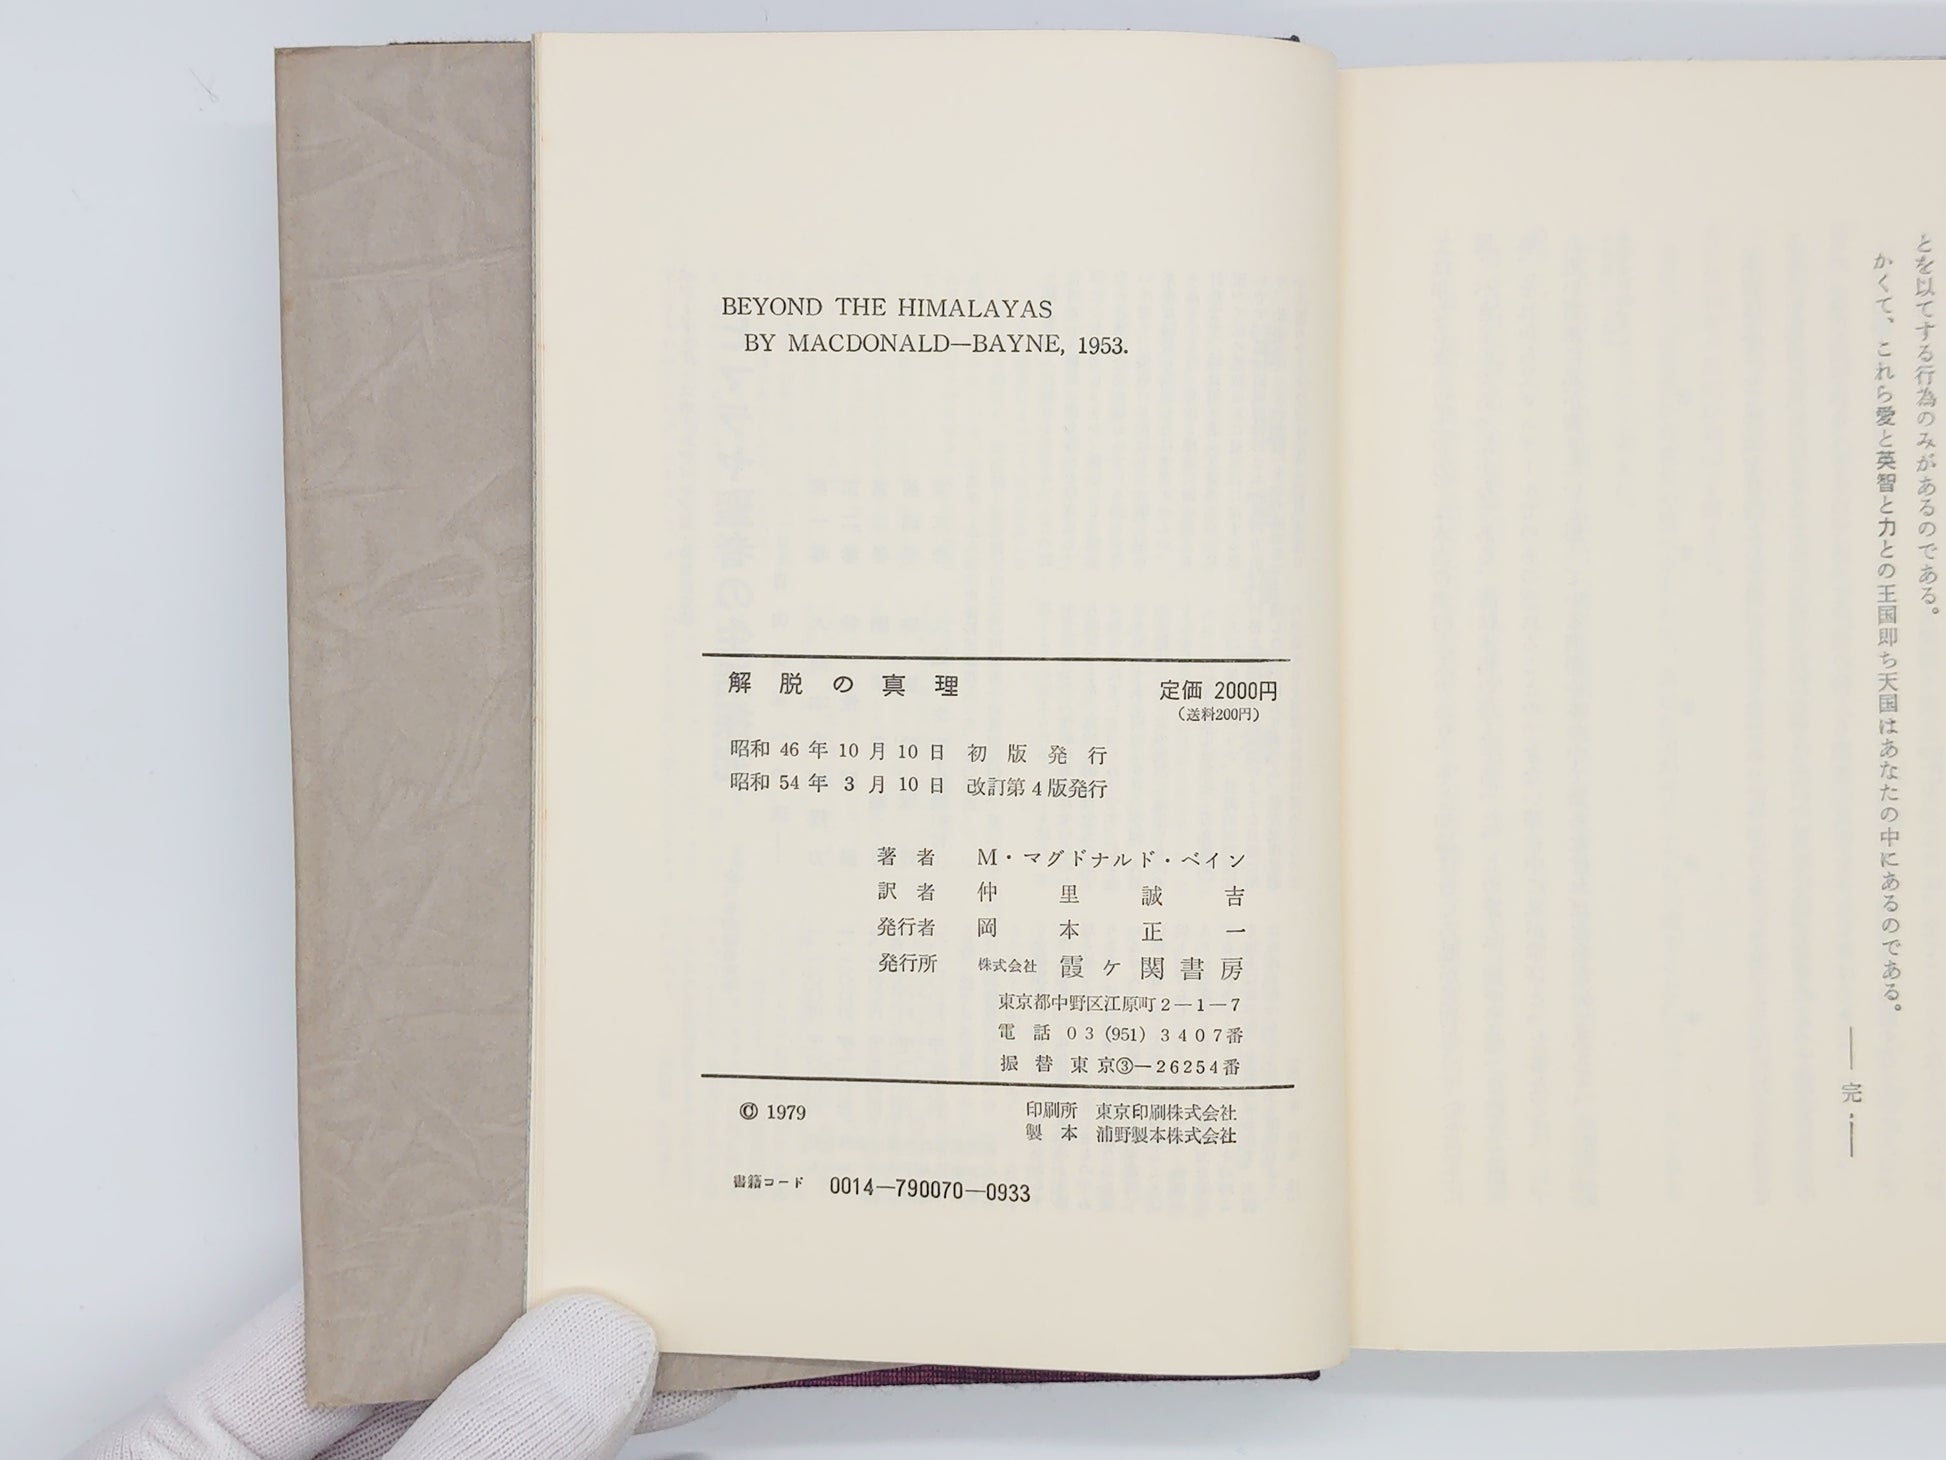 とを以てする行為のみがあるのである。
かくて、これら愛と英智と力との王国即ち天国はあなたの中にあるのである。
── 完 ──
BEYOND THE HIMALAYAS
BY MACDONALD—BAYNE, 1953.
解脱の真理 定価 2000円
（送料200円）
昭和 46 年 10 月 10 日 初版発行
昭和 54 年 3 月 10 日 改訂第4版発行
著者 M・マグドナルド・ベイン
訳者 仲里誠吉
発行者 岡本正一
発行所 株式会社 霞ケ関書房
東京都中野区江原町2―1―7
電話 03 (951) 3407番
振替 東京③―26254番
© 1979 印刷所 東京印刷株式会社
製本 浦野製本株式会社
書籍コード 0014―790070―0933